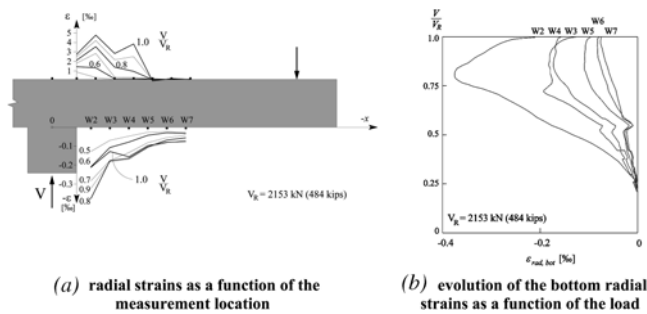 ε
[‰]
5
4
3
2
1
1.0 V
V_R
0.6
0.8
0 W2 W3 W4 W5 W6 W7 -x
-0.1
-0.2
-0.3
-ε
[‰]
0.5
0.6
0.7
0.9
0.8
1.0 V
V_R
V
V_R = 2153 kN (484 kips)
(a) radial strains as a function of the
measurement location
V
V_R
1.0
0.75
0.5
0.25
0
W6
W2 W4 W3 W5 W7
V_R = 2153 kN (484 kips)
-0.4 -0.2 0
ε_rad, bot [‰]
(b) evolution of the bottom radial
strains as a function of the load